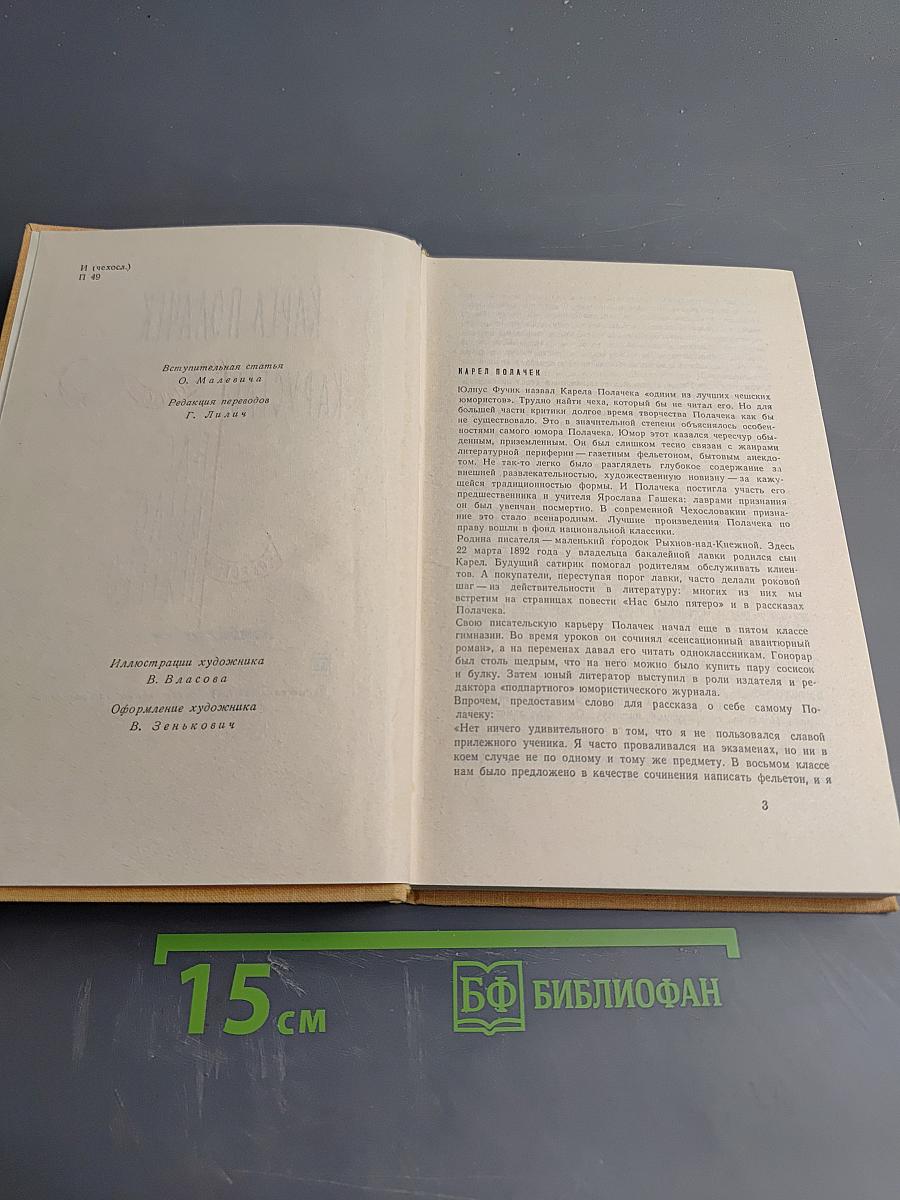 И (чехосл.)
П 49
Вступительная статья
О. Малевича
Редакция переводов
Г. Лилич
Иллюстрации художника
В. Власова
Оформление художника
В. Зенькович
КАРЕЛ ПОЛАЧЕК
Юлиус Фучик назвал Карела Полачека «одним из лучших чешских
юмористов». Трудно найти чеха, который бы не читал его. Но для
большей части критики долгое время творчества Полачека как бы
не существовало. Это в значительной степени объяснялось особен-
ностями самого юмора Полачека. Юмор этот казался чересчур обы-
денным, приземленным. Он был слишком тесно связан с жанрами
литературной периферии — газетным фельетоном, бытовым анекдо-
том. Не так-то легко было разглядеть глубокое содержание за
внешней развлекательностью, художественную новизну — за кажу-
щейся традиционностью формы. И Полачека постигла участь его
предшественника и учителя Ярослава Гашека: лаврами признания
он был увенчан посмертно. В современной Чехословакии призна-
ние это стало всенародным. Лучшие произведения Полачека по
праву вошли в фонд национальной классики.
Родина писателя — маленький городок Рыхнов-над-Кнежной. Здесь
22 марта 1892 года у владельца бакалейной лавки родился сын
Карел. Будущий сатирик помогал родителям обслуживать клиен-
тов. А покупатели, переступая порог лавки, часто делали роковой
шаг — из действительности в литературу: многих из них мы
встретим на страницах повести «Нас было пятеро» и в рассказах
Полачека.
Свою писательскую карьеру Полачек начал еще в пятом классе
гимназии. Во время уроков он сочинял «сенсационный авантюрный
роман», а на переменах давал его читать одноклассникам. Гонорар
был столь щедрым, что на него можно было купить пару сосисок
и булку. Затем юный литератор выступил в роли издателя и ре-
дактора «подпартного» юмористического журнала.
Впрочем, предоставим слово для рассказа о себе самому По-
лачеку:
«Нет ничего удивительного в том, что я не пользовался славой
прилежного ученика. Я часто проваливался на экзаменах, но ни в
коем случае не по одному и тому же предмету. В восьмом классе
нам было предложено в качестве сочинения написать фельетон, и я
3
15 см
БФ БИБЛИОФАН